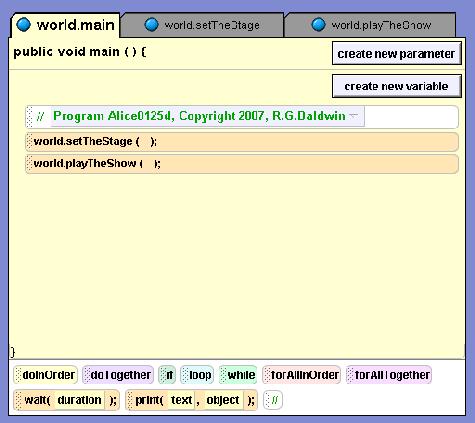 world.main world.setTheStage world.playTheShow
public void main ( ) { create new parameter
create new variable
// Program Alice0125d, Copyright 2007, R.G.Baldwin
world.setTheStage ( );
world.playTheShow ( );
}
doInOrder doTogether if loop while forAllInOrder forAllTogether
wait( duration ); print( text , object ); //